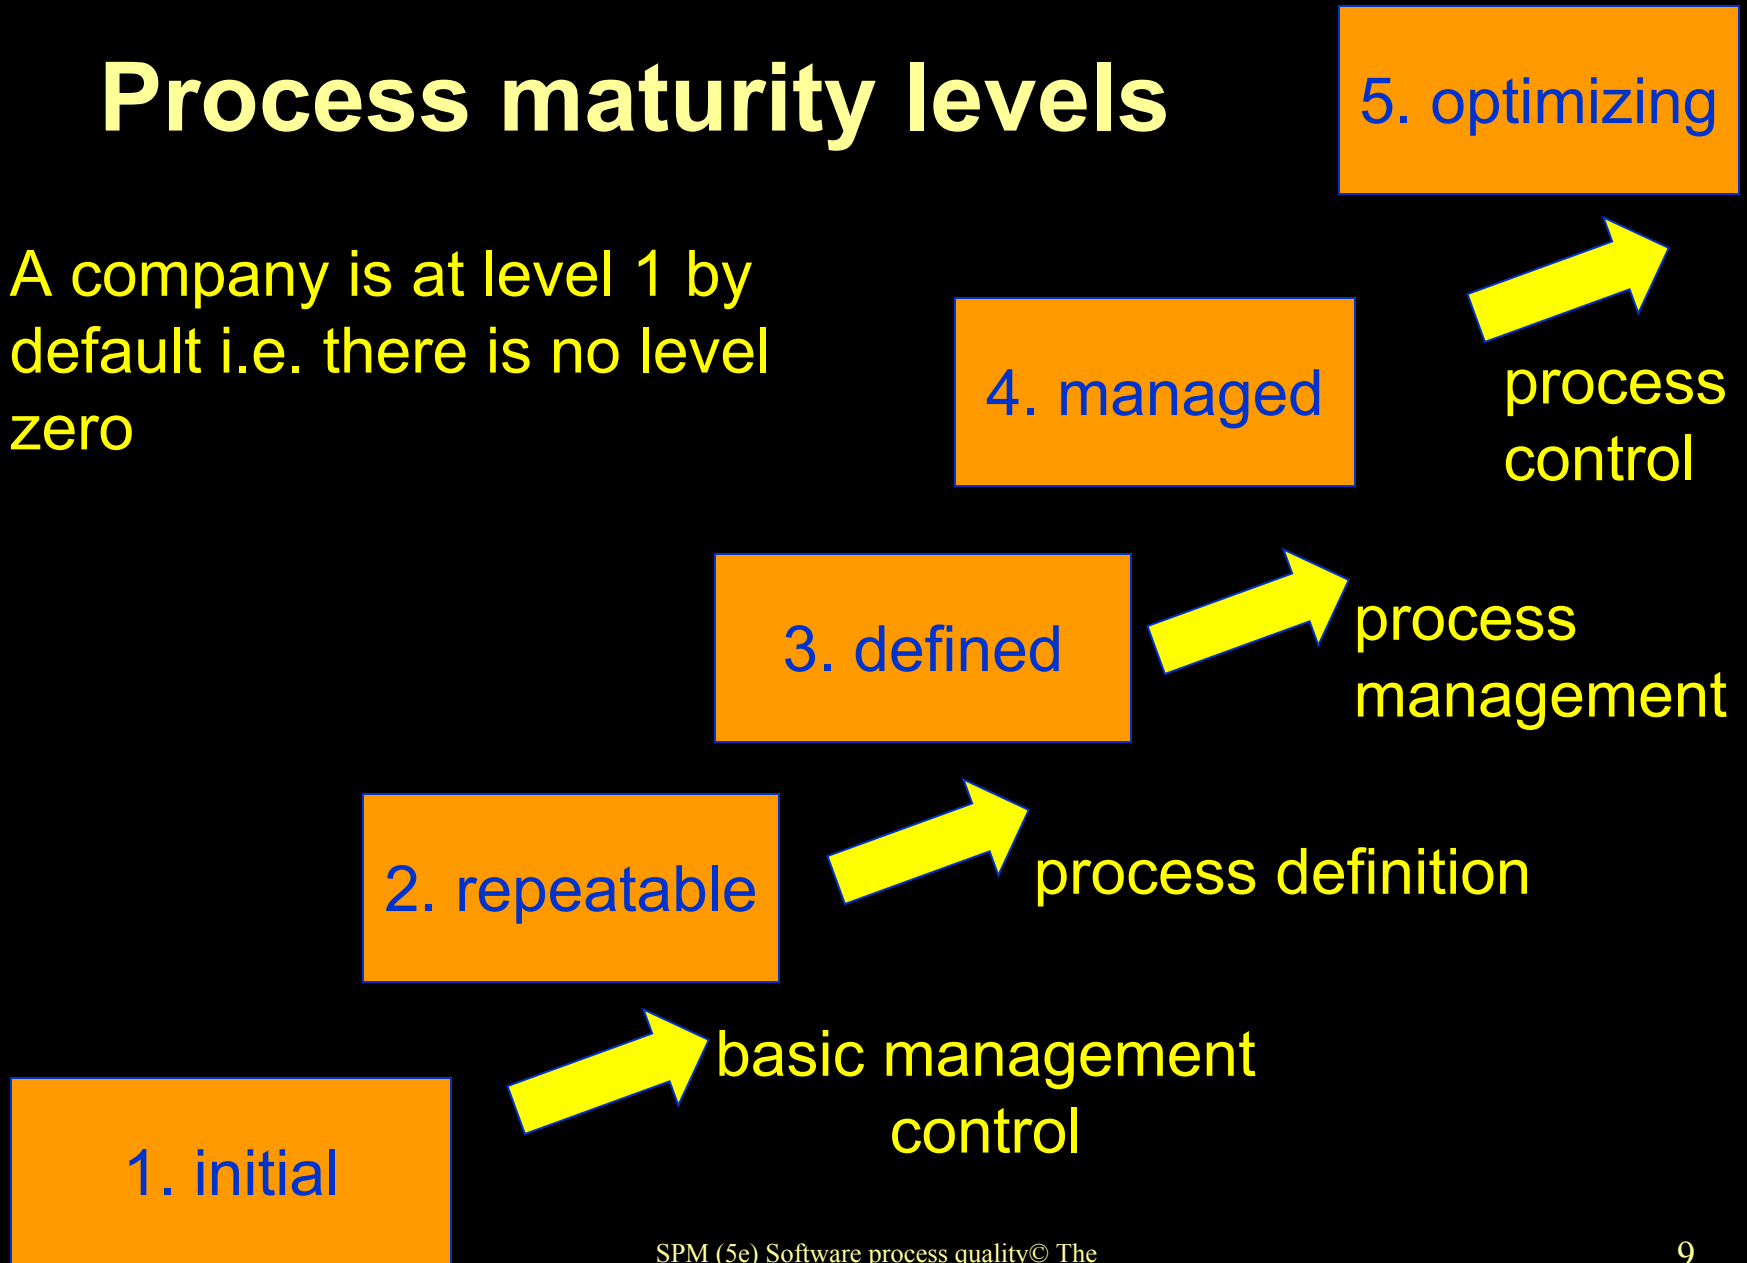 Process maturity levels
5. optimizing
A company is at level 1 by
default i.e. there is no level
zero
4. managed
process
control
3. defined
process
management
2. repeatable
process definition
1. initial
basic management
control
SPM (5e) Software process quality© The
9